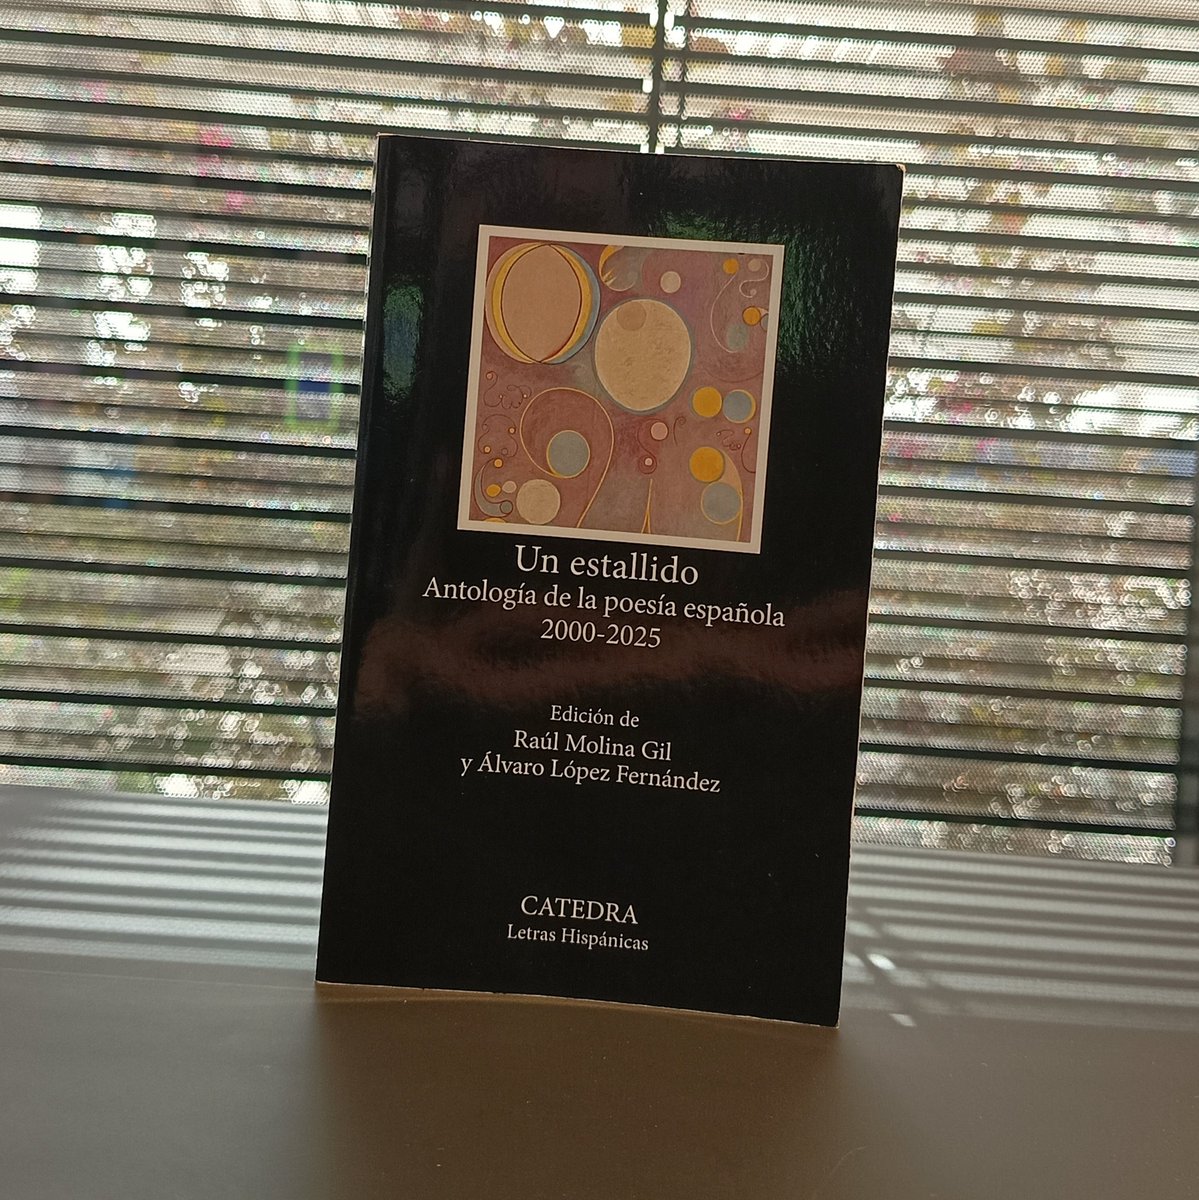 Un estallido
Antología de la poesía española
2000-2025
Edición de
Raúl Molina Gil
y Álvaro López Fernández
CATEDRA
Letras Hispánicas